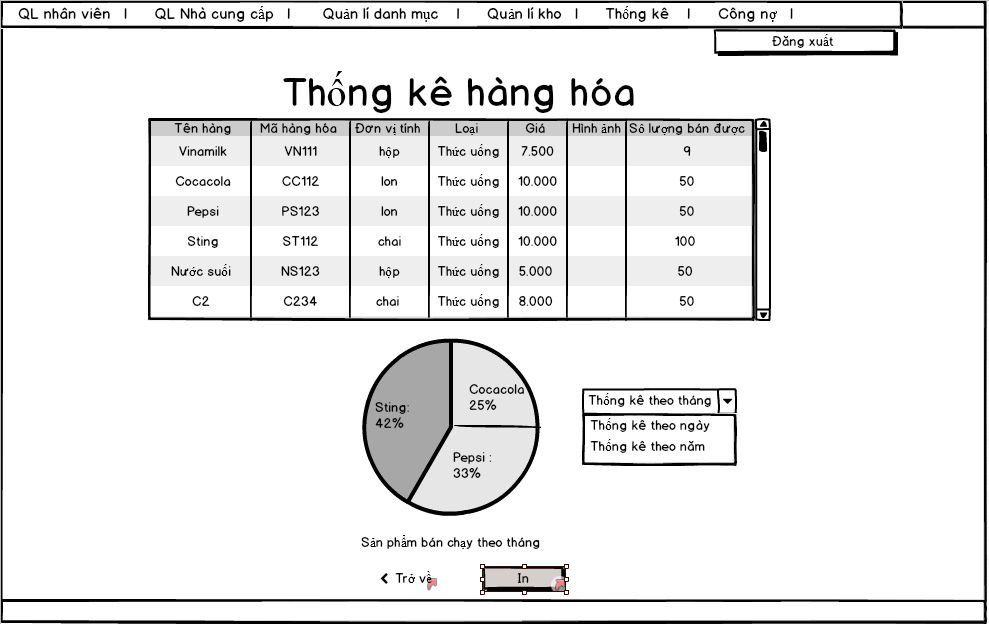 QL nhân viên | QL Nhà cung cấp | Quản lí danh mục | Quản lí kho | Thống kê | Công nợ |
Đăng xuất
Thống kê hàng hóa
Tên hàng Mã hàng hóa Đơn vị tính Loại Giá Hình ảnh Số lượng bán được
Vinamilk VN111 hộp Thức uống 7.500 9
Cocacola CC112 lon Thức uống 10.000 50
Pepsi PS123 lon Thức uống 10.000 50
Sting ST112 chai Thức uống 10.000 100
Nước suối NS123 hộp Thức uống 5.000 50
C2 C234 chai Thức uống 8.000 50
Cocacola
25%
Sting:
42%
Pepsi :
33%
Thống kê theo tháng
Thống kê theo ngày
Thống kê theo năm
Sản phẩm bán chạy theo tháng
Trở về
In